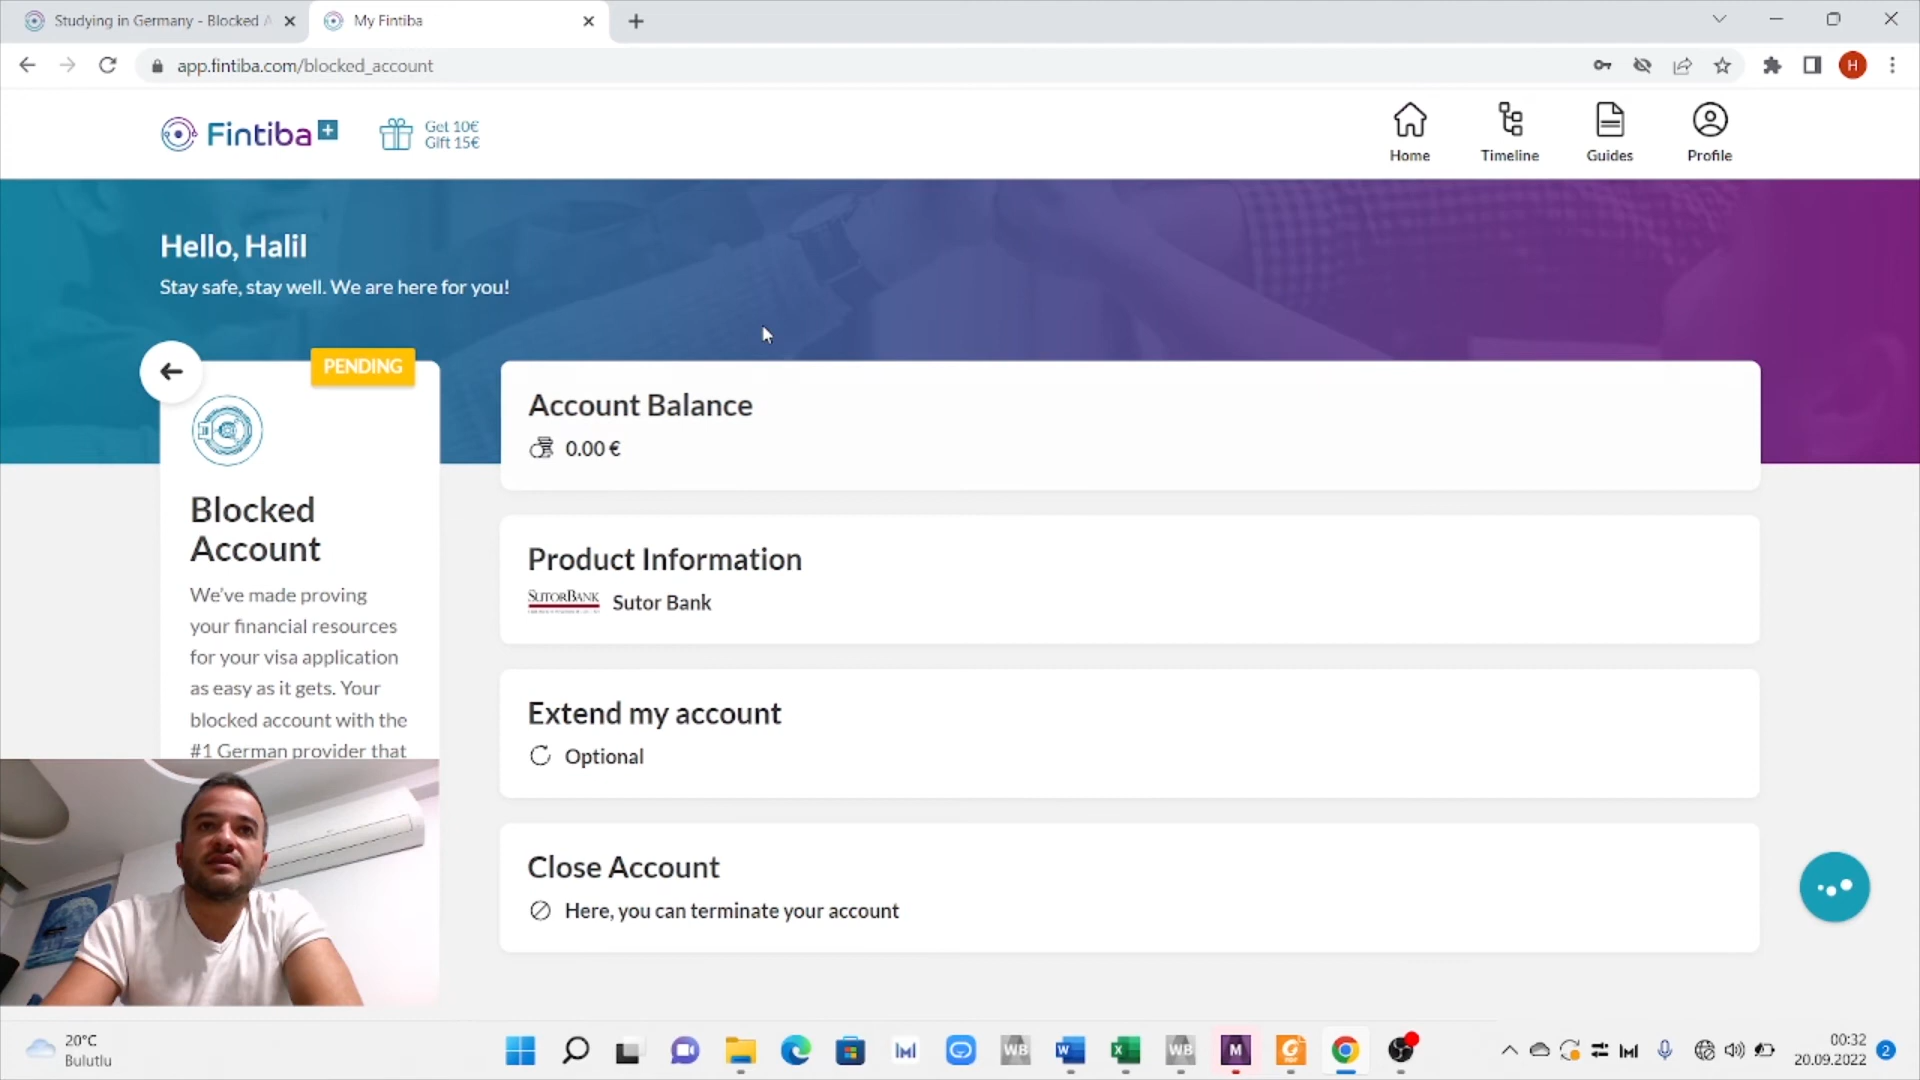 Studying in Germany - Blocked A
My Fintiba
app.fintiba.com/blocked_account
H
Fintiba+
Get 10€
Gift 15€
Home
Timeline
Guides
Profile
Hello, Halil
Stay safe, stay well. We are here for you!
PENDING
Blocked
Account
We've made proving
your financial resources
for your visa application
as easy as it gets. Your
blocked account with the
#1 German provider that
Account Balance
0.00 €
Product Information
SUTORBANK
Sutor Bank
Extend my account
Optional
Close Account
Here, you can terminate your account
20°C
Bulutlu
WB
W
X
WB
M
00:32
20.09.2022
2